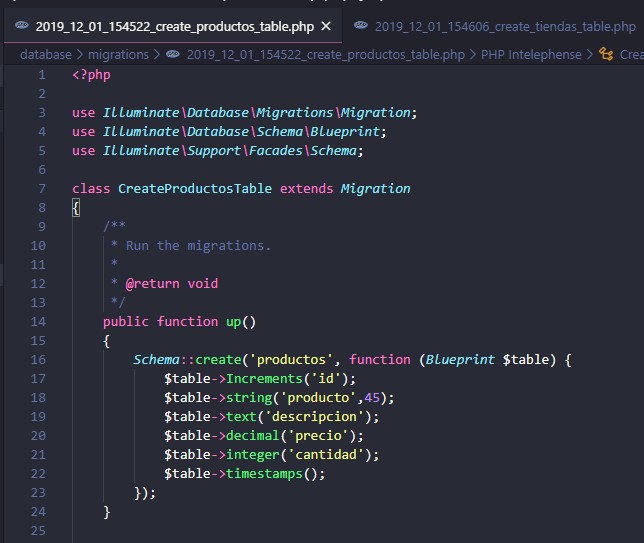 2019_12_01_154522_create_productos_table.php × 2019_12_01_154606_create_tiendas_table.php
database > migrations > 2019_12_01_154522_create_productos_table.php > PHP Intelephense > Crea
1 <?php
2
3 use Illuminate\Database\Migrations\Migration;
4 use Illuminate\Database\Schema\Blueprint;
5 use Illuminate\Support\Facades\Schema;
6
7 class CreateProductosTable extends Migration
8 {
9 /**
10 * Run the migrations.
11 *
12 * @return void
13 */
14 public function up()
15 {
16 Schema::create('productos', function (Blueprint $table) {
17 $table->Increments('id');
18 $table->string('producto',45);
19 $table->text('descripcion');
20 $table->decimal('precio');
21 $table->integer('cantidad');
22 $table->timestamps();
23 });
24 }
25